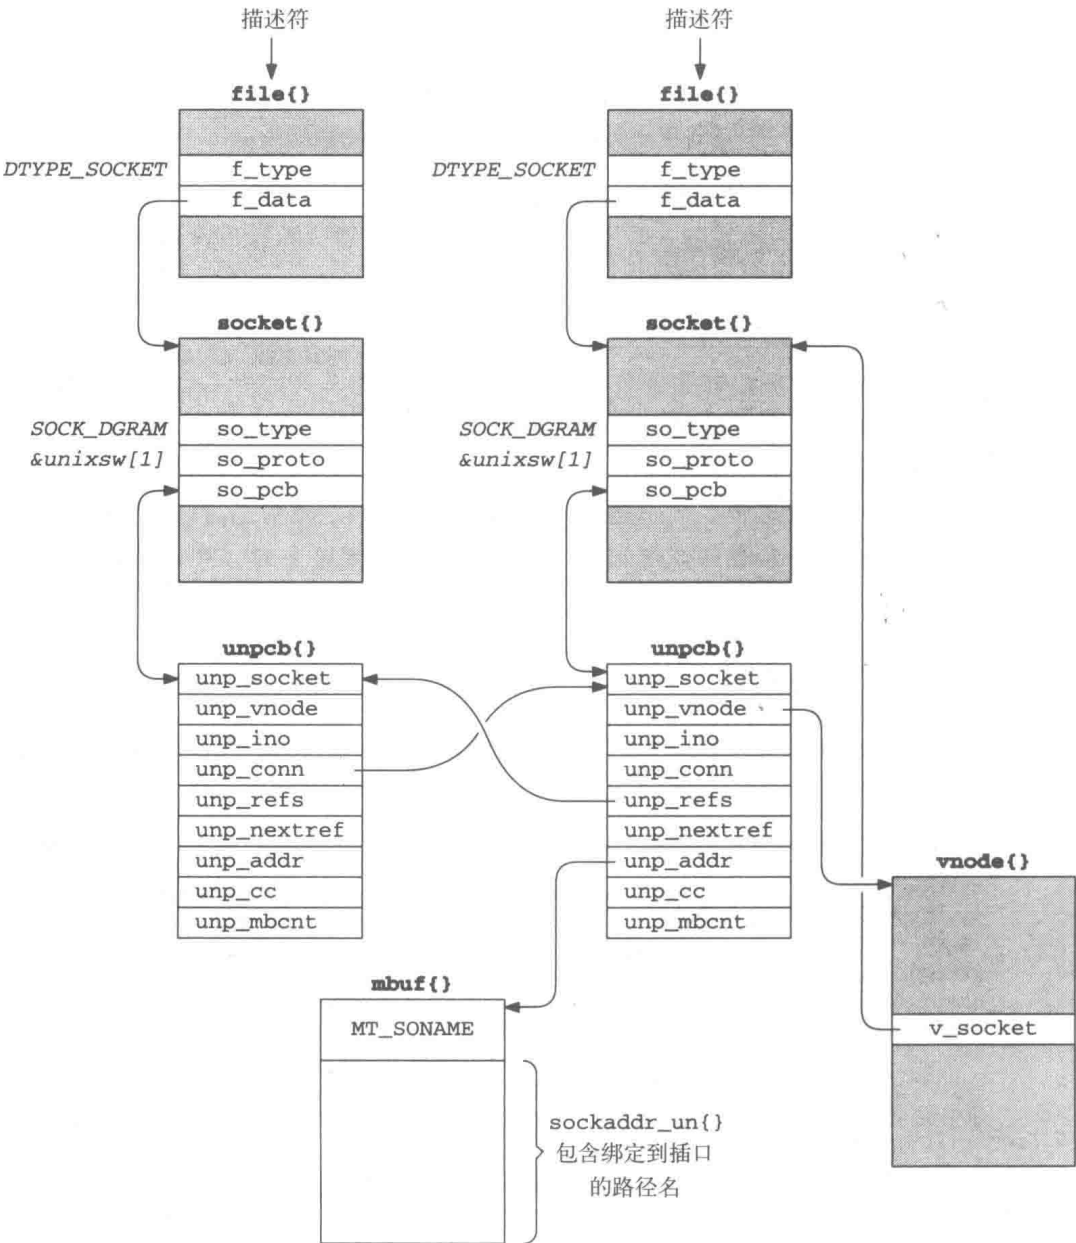 描述符 描述符
file{} file{}
DTYPE_SOCKET f_type DTYPE_SOCKET f_type
f_data f_data
socket{} socket{}
SOCK_DGRAM so_type SOCK_DGRAM so_type
&unixsw[1] so_proto &unixsw[1] so_proto
so_pcb so_pcb
unpcb{} unpcb{}
unp_socket unp_socket
unp_vnode unp_vnode
unp_ino unp_ino
unp_conn unp_conn
unp_refs unp_refs
unp_nextref unp_nextref
unp_addr unp_addr vnode{}
unp_cc unp_cc
unp_mbcnt unp_mbcnt
mbuf{}
MT_SONAME v_socket
sockaddr_un{}
包含绑定到插口
的路径名